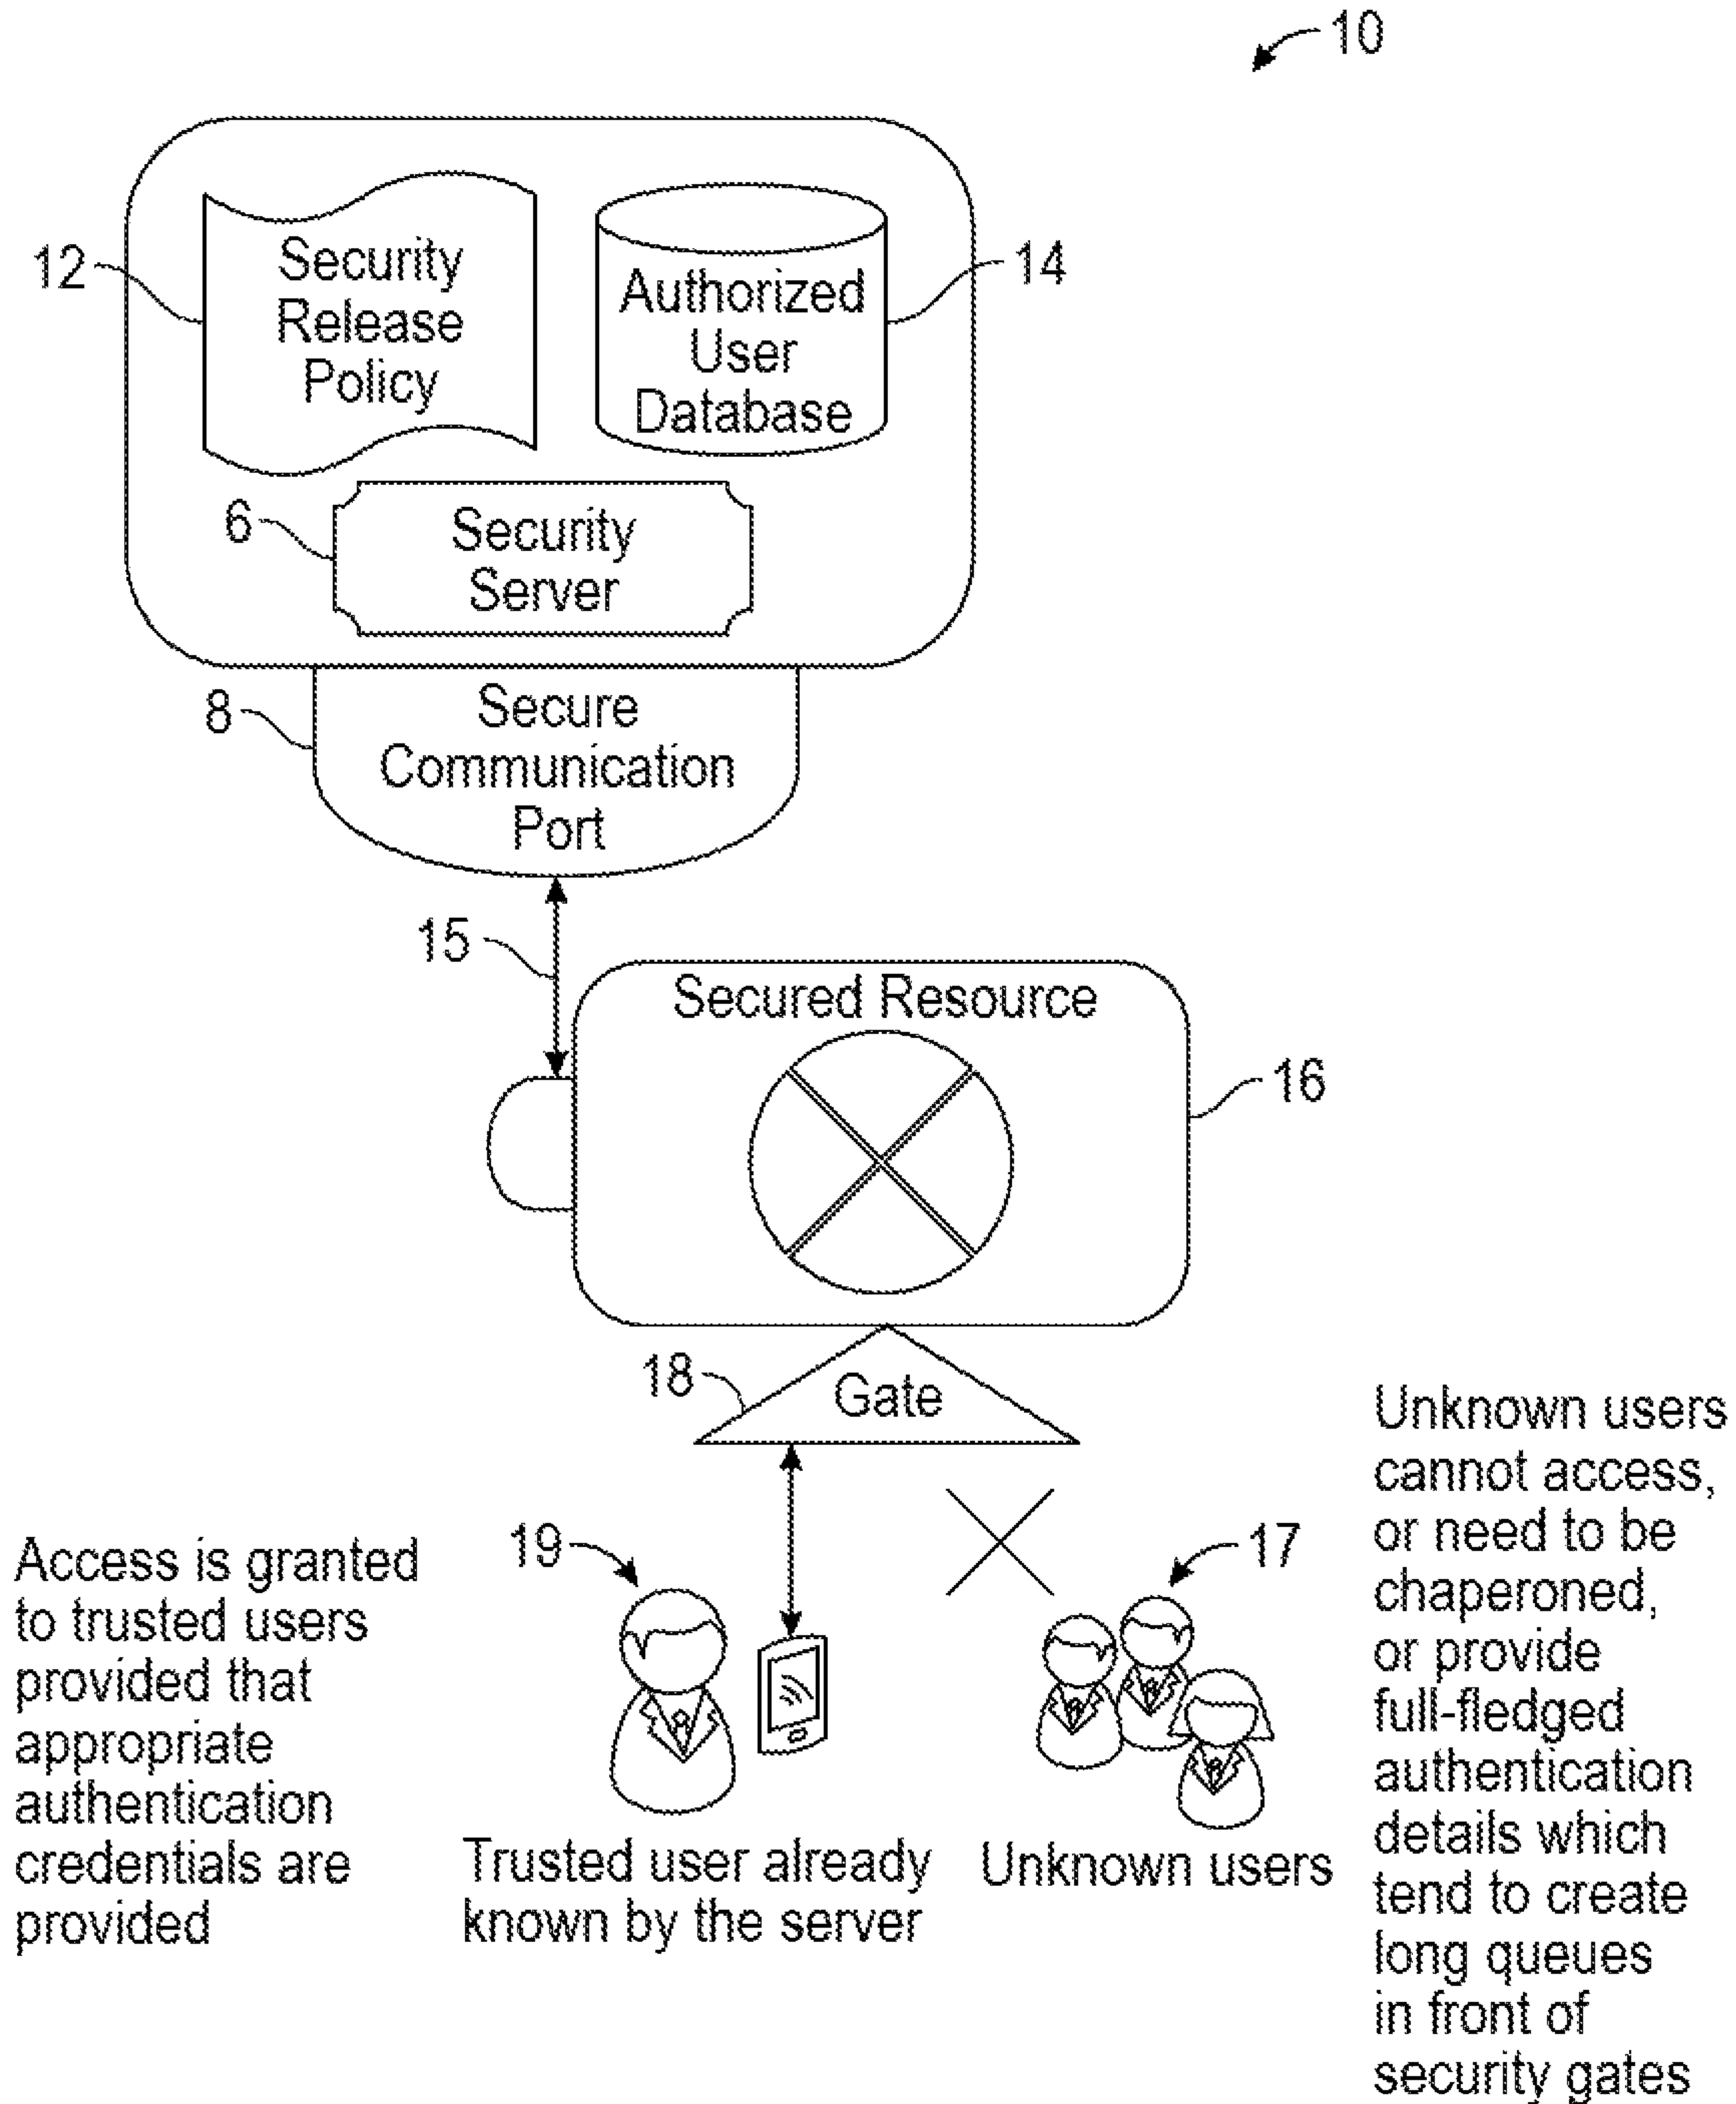 10
12
Security
Release
Policy
Authorized
User
Database
14
6
Security
Server
8
Secure
Communication
Port
15
Secured Resource
16
18
Gate
19
17
Access is granted
to trusted users
provided that
appropriate
authentication
credentials are
provided
Trusted user already
known by the server
Unknown users
Unknown users
cannot access,
or need to be
chaperoned,
or provide
full-fledged
authentication
details which
tend to create
long queues
in front of
security gates